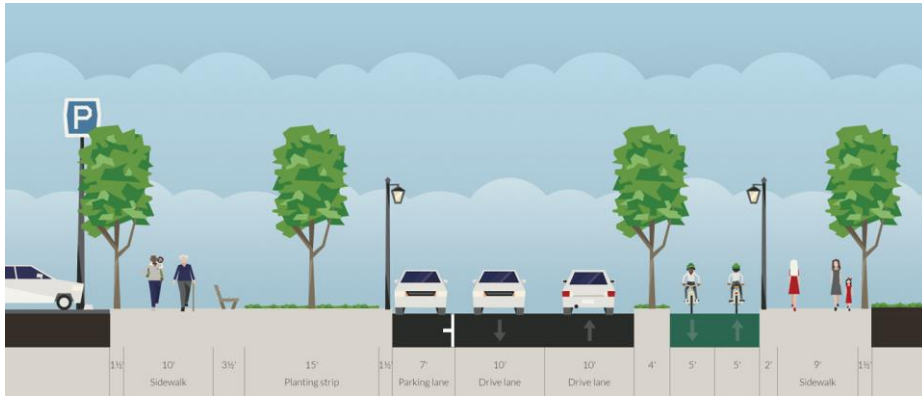 P
1½' 10' 3½' 15' 1½' 7' 10' 10' 4' 5' 5' 2' 9' 1½'
Sidewalk Planting strip Parking lane Drive lane Drive lane Sidewalk